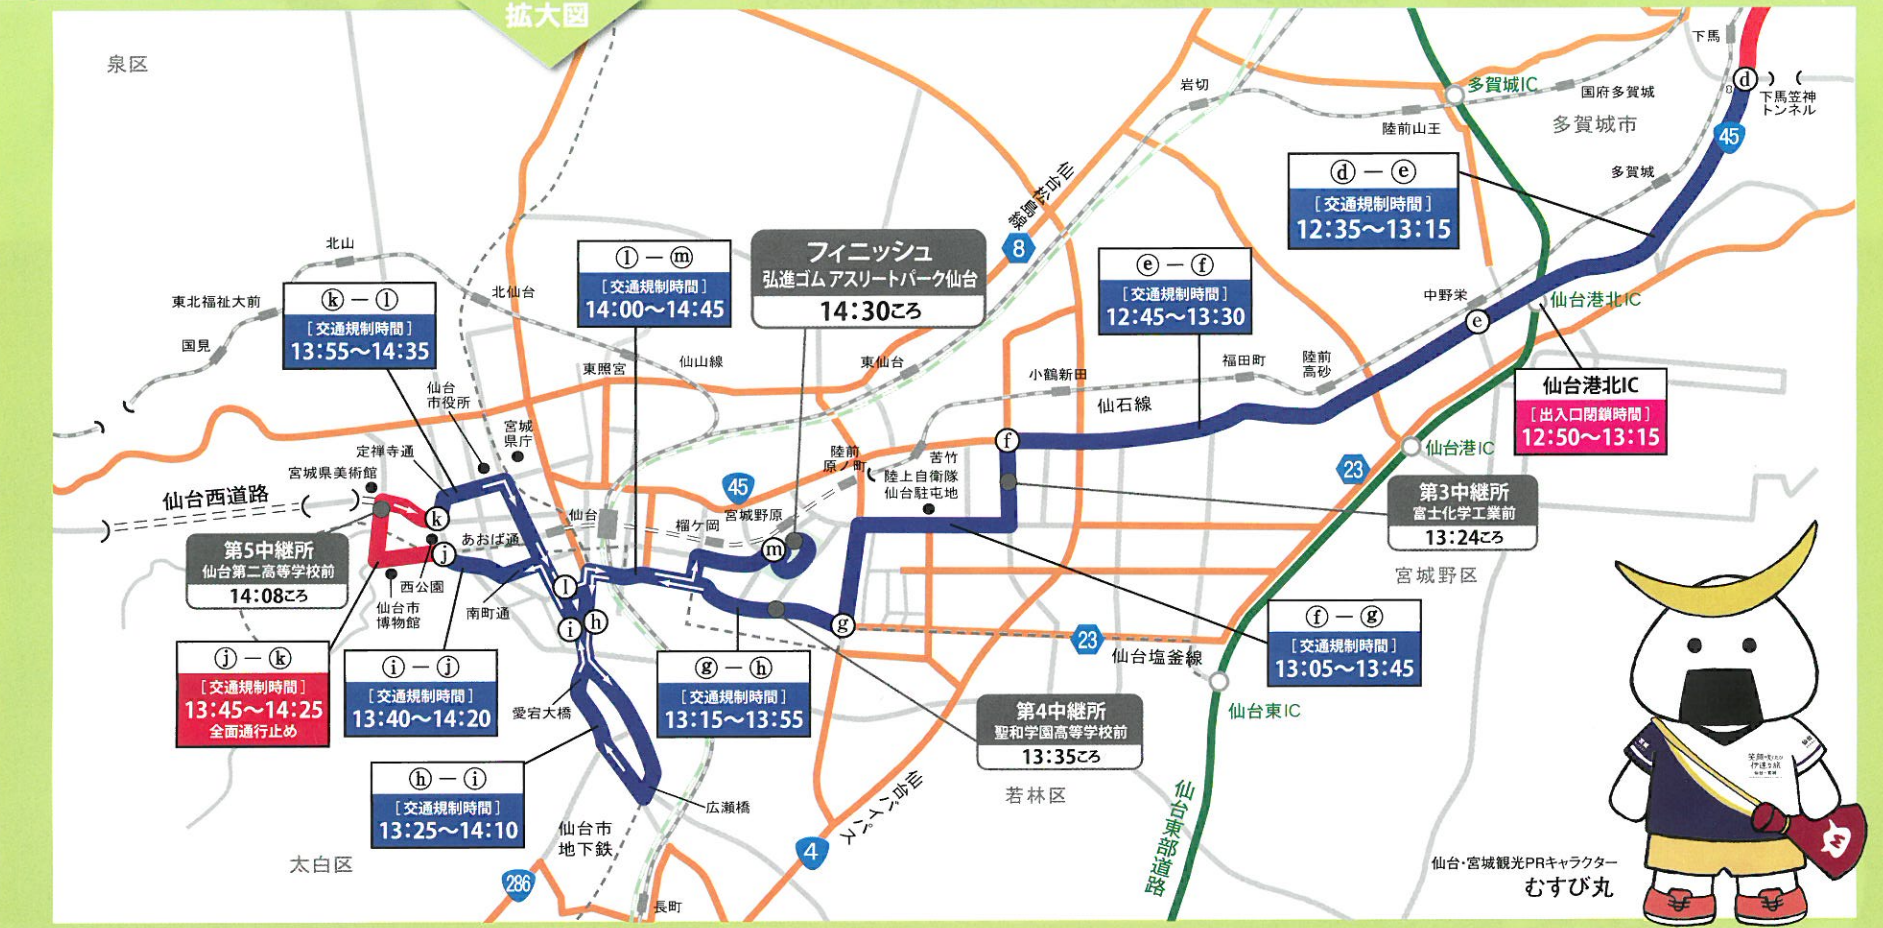 拡大図
泉区
岩切
多賀城IC
国府多賀城
陸前山王
多賀城市
下馬
d
下馬笠神
トンネル
45
多賀城
d － e
[交通規制時間]
12:35～13:15
仙台松島線
8
北山
北仙台
東北福祉大前
国見
k － l
[交通規制時間]
13:55～14:35
l － m
[交通規制時間]
14:00～14:45
フィニッシュ
弘進ゴム アスリートパーク仙台
14:30ころ
e － f
[交通規制時間]
12:45～13:30
中野栄
e
仙台港北IC
仙台港北IC
[出入口閉鎖時間]
12:50～13:15
東照宮
仙山線
東仙台
小鶴新田
福田町
陸前
高砂
仙石線
仙台
市役所
宮城
県庁
定禅寺通
宮城県美術館
仙台西道路
k
j
あおば通
仙台
榴ケ岡
45
宮城野原
陸前
原ノ町
苦竹
陸上自衛隊
仙台駐屯地
f
23
仙台港IC
第3中継所
富士化学工業前
13:24ころ
宮城野区
第5中継所
仙台第二高等学校前
14:08ころ
西公園
仙台市
博物館
南町通
l
i
h
m
g
j － k
[交通規制時間]
13:45～14:25
全面通行止め
i － j
[交通規制時間]
13:40～14:20
g － h
[交通規制時間]
13:15～13:55
f － g
[交通規制時間]
13:05～13:45
23
仙台塩釜線
仙台東IC
愛宕大橋
h － i
[交通規制時間]
13:25～14:10
広瀬橋
第4中継所
聖和学園高等学校前
13:35ころ
若林区
仙台バイパス
4
仙台東部道路
仙台市
地下鉄
太白区
286
長町
仙台・宮城観光PRキャラクター
むすび丸